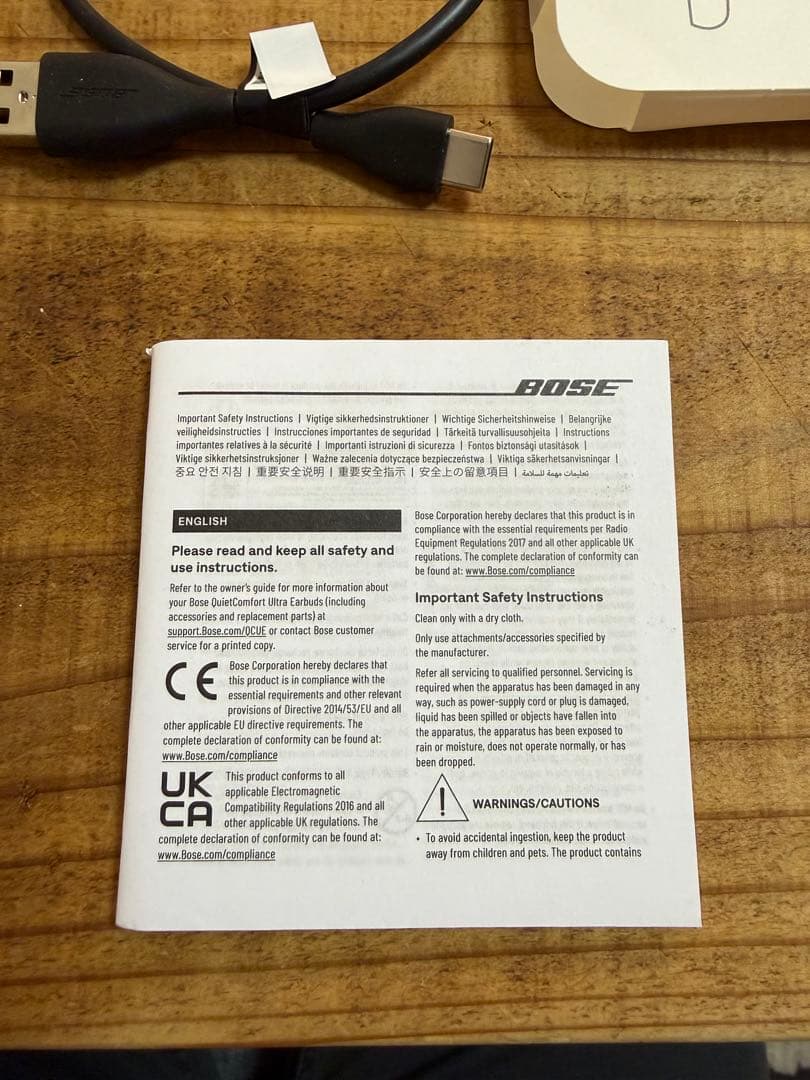 BOSE
BOSE
Important Safety Instructions | Vigtige sikkerhedsinstruktioner | Wichtige Sicherheitshinweise | Belangrijke
veiligheidsinstructies | Instrucciones importantes de seguridad | Tärkeitä turvallisuusohjeita | Instructions
importantes relatives à la sécurité | Importanti istruzioni di sicurezza | Fontos biztonsági utasítások |
Viktige sikkerhetsinstruksjoner | Ważne zalecenia dotyczące bezpieczeństwa | Viktiga säkerhetsanvisningar |
중요 안전 지침 | 重要安全说明 | 重要安全指示 | 安全上の留意項目 | تعليمات مهمة للسلامة
ENGLISH
Please read and keep all safety and
use instructions.
Refer to the owner's guide for more information about
your Bose QuietComfort Ultra Earbuds (including
accessories and replacement parts) at
support.Bose.com/QCUE or contact Bose customer
service for a printed copy.
CE
Bose Corporation hereby declares that
this product is in compliance with the
essential requirements and other relevant
provisions of Directive 2014/53/EU and all
other applicable EU directive requirements. The
complete declaration of conformity can be found at:
www.Bose.com/compliance
UK
CA
This product conforms to all
applicable Electromagnetic
Compatibility Regulations 2016 and all
other applicable UK regulations. The
complete declaration of conformity can be found at:
www.Bose.com/compliance
Bose Corporation hereby declares that this product is in
compliance with the essential requirements per Radio
Equipment Regulations 2017 and all other applicable UK
regulations. The complete declaration of conformity can
be found at: www.Bose.com/compliance
Important Safety Instructions
Clean only with a dry cloth.
Only use attachments/accessories specified by
the manufacturer.
Refer all servicing to qualified personnel. Servicing is
required when the apparatus has been damaged in any
way, such as power-supply cord or plug is damaged,
liquid has been spilled or objects have fallen into
the apparatus, the apparatus has been exposed to
rain or moisture, does not operate normally, or has
been dropped.
! WARNINGS/CAUTIONS
• To avoid accidental ingestion, keep the product
away from children and pets. The product contains